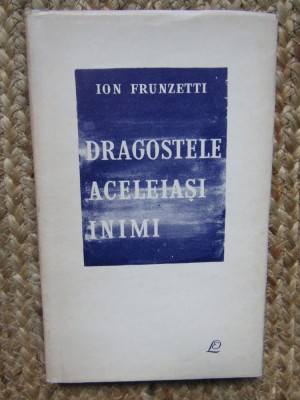 ION FRUNZETTI
DRAGOSTELE
ACELEIAȘI
INIMI